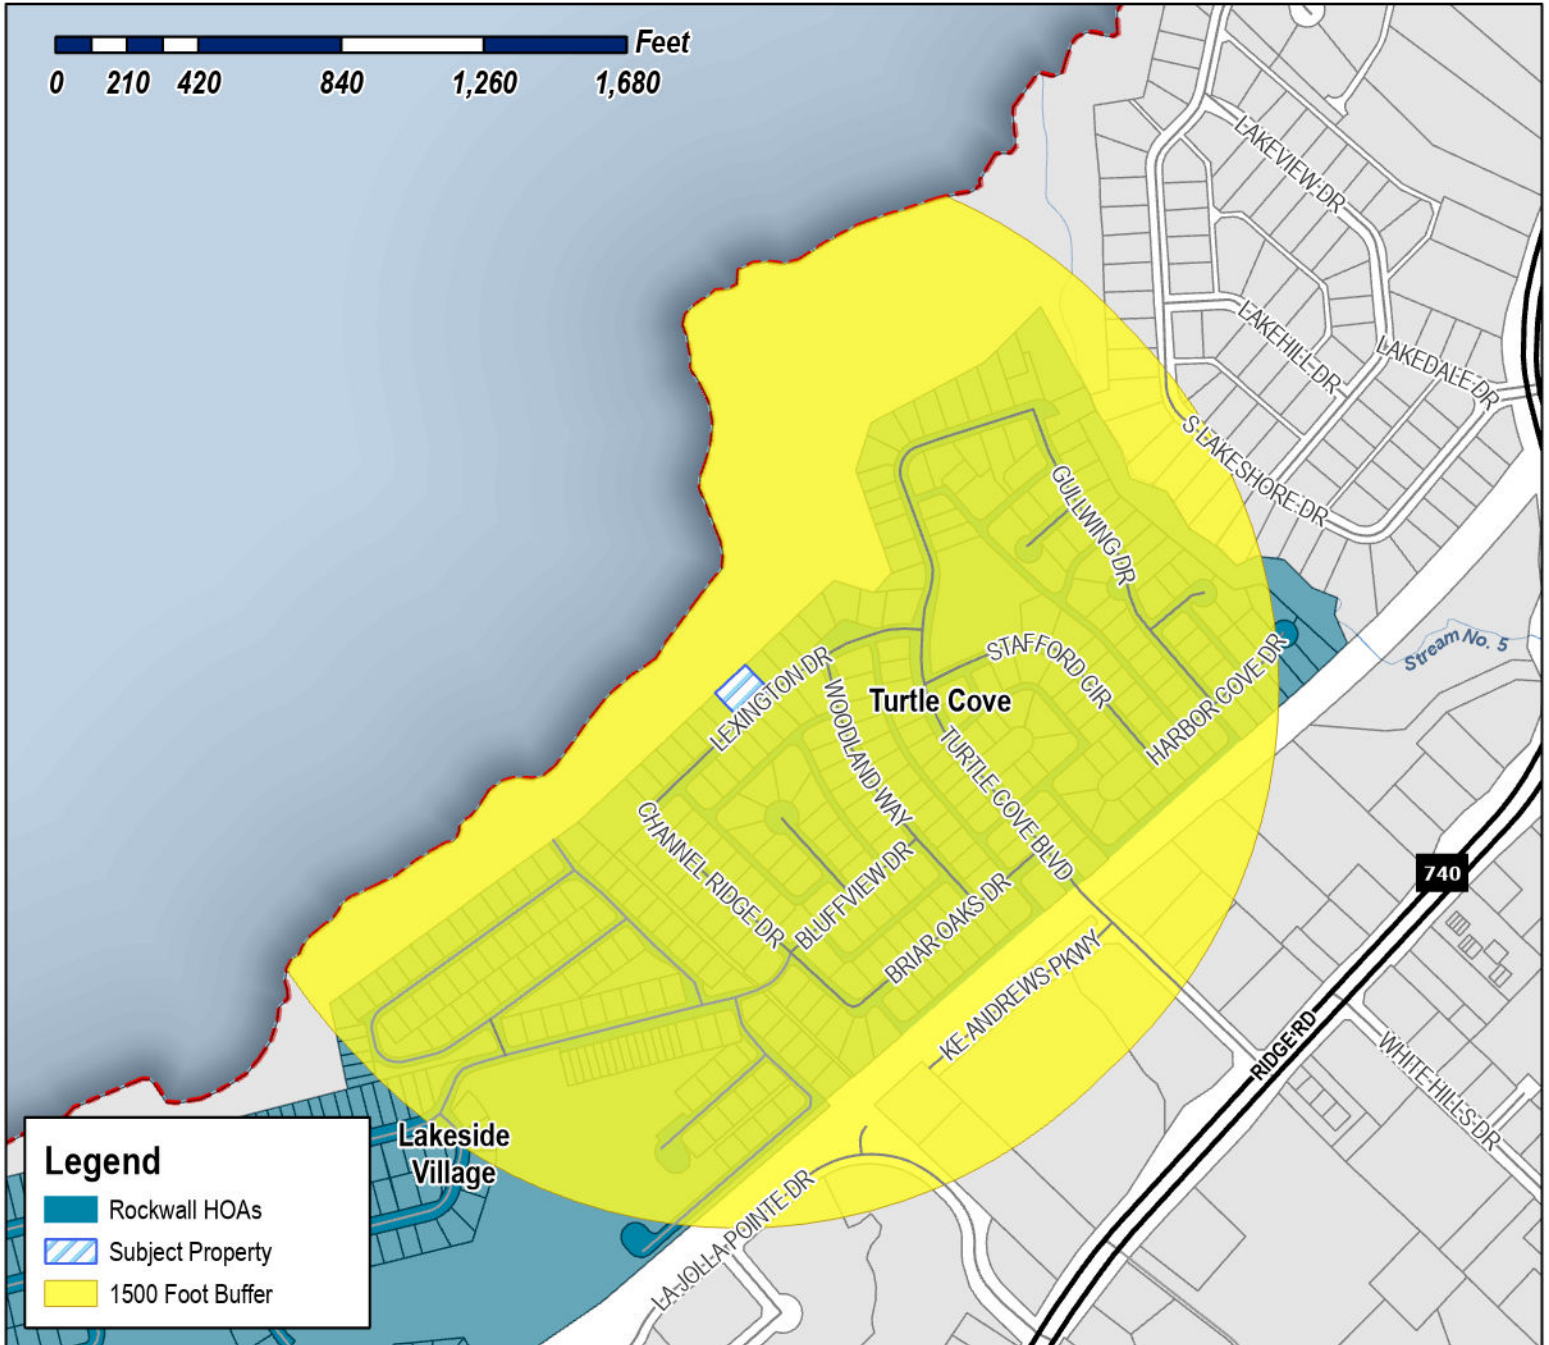 Feet
0 210 420 840 1,260 1,680
LAKEVIEW DR
LAKEHILL DR
LAKEDALE DR
S LAKESHORE DR
GULLWING DR
STAFFORD CIR
HARBOR COVE DR
Stream No. 5
LEXINGTON DR
WOODLAND WAY
Turtle Cove
TURTLE COVE BLVD
CHANNEL RIDGE DR
BLUFFVIEW DR
BRIAR OAKS DR
KE ANDREWS PKWY
740
RIDGE RD
WHITE HILLS DR
LA JOLLA POINTE DR
Lakeside
Village
Legend
Rockwall HOAs
Subject Property
1500 Foot Buffer